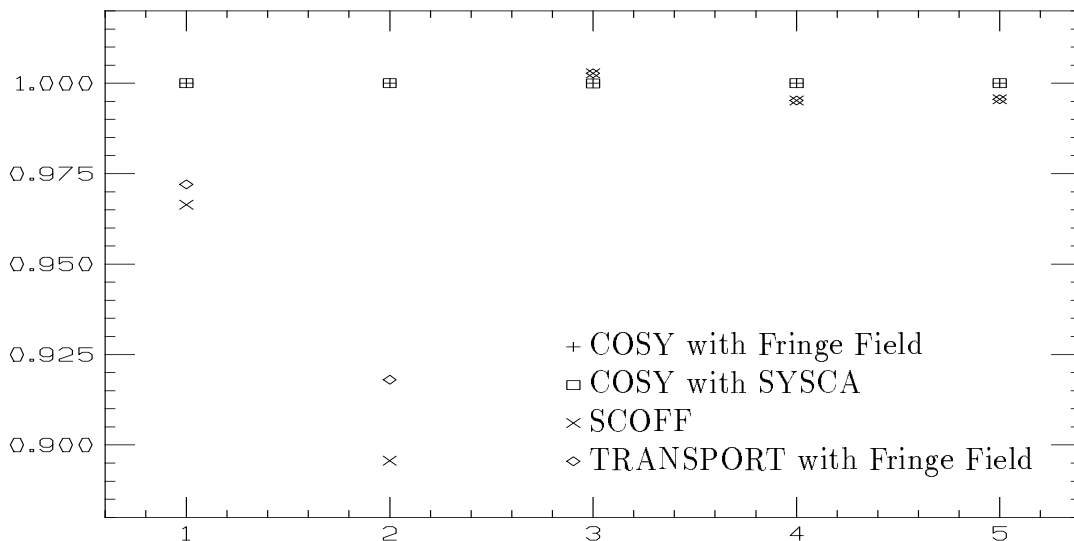 1.000
0.975
0.950
0.925
0.900
COSY with Fringe Field
COSY with SYSCA
SCOFF
TRANSPORT with Fringe Field
1 2 3 4 5